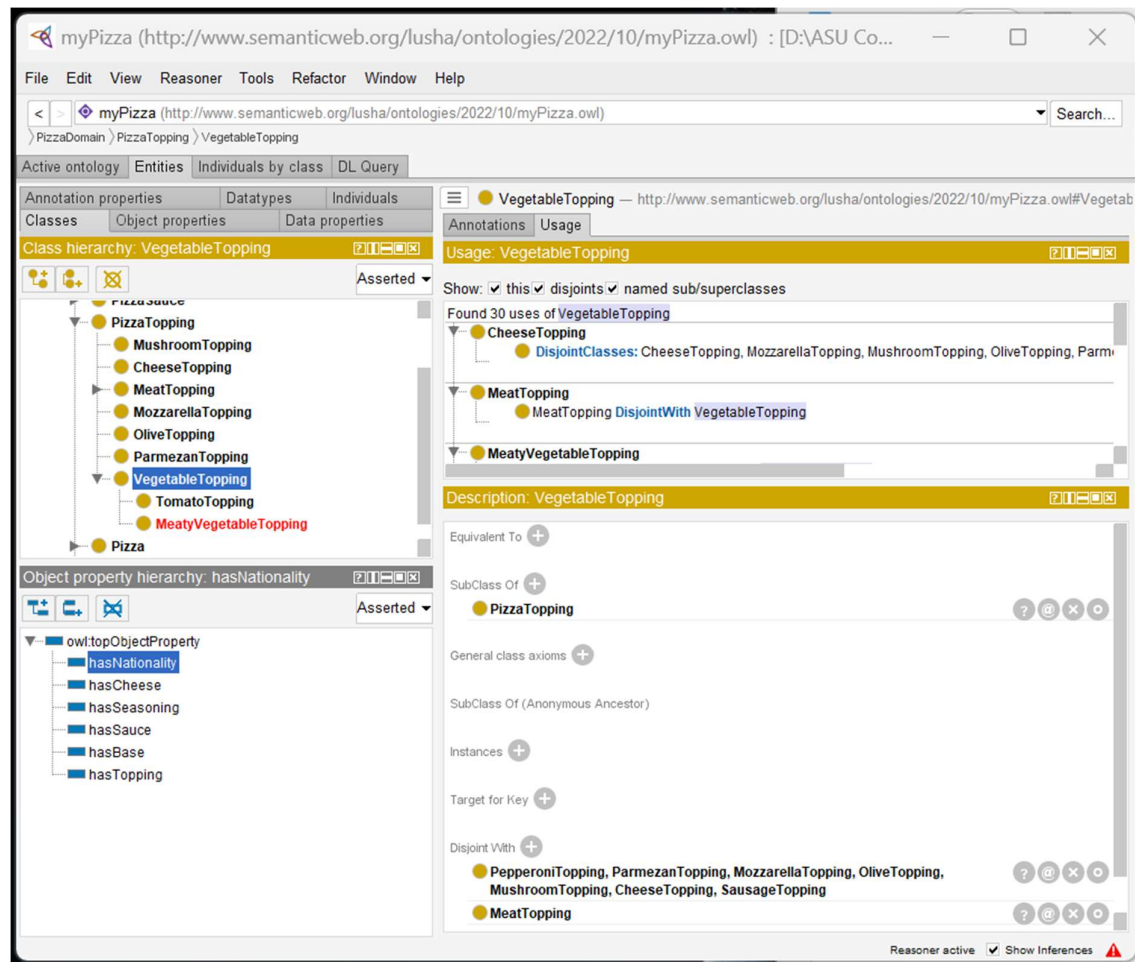 myPizza (http://www.semanticweb.org/lusha/ontologies/2022/10/myPizza.owl) : [D:\ASU Co...
File Edit View Reasoner Tools Refactor Window Help
< > myPizza (http://www.semanticweb.org/lusha/ontologies/2022/10/myPizza.owl) Search...
PizzaDomain PizzaTopping VegetableTopping
Active ontology Entities Individuals by class DL Query
Annotation properties Datatypes Individuals
Classes Object properties Data properties
Class hierarchy: VegetableTopping
Asserted
PizzaSauce
PizzaTopping
MushroomTopping
CheeseTopping
MeatTopping
MozzarellaTopping
OliveTopping
ParmezanTopping
VegetableTopping
TomatoTopping
MeatyVegetableTopping
Pizza
Object property hierarchy: hasNationality
Asserted
owl:topObjectProperty
hasNationality
hasCheese
hasSeasoning
hasSauce
hasBase
hasTopping
VegetableTopping — http://www.semanticweb.org/lusha/ontologies/2022/10/myPizza.owl#Vegetab
Annotations Usage
Usage: VegetableTopping
Show: this disjoints named sub/superclasses
Found 30 uses of VegetableTopping
CheeseTopping
DisjointClasses: CheeseTopping, MozzarellaTopping, MushroomTopping, OliveTopping, Parme
MeatTopping
MeatTopping DisjointWith VegetableTopping
MeatyVegetableTopping
Description: VegetableTopping
Equivalent To
SubClass Of
PizzaTopping
General class axioms
SubClass Of (Anonymous Ancestor)
Instances
Target for Key
Disjoint With
PepperoniTopping, ParmezanTopping, MozzarellaTopping, OliveTopping,
MushroomTopping, CheeseTopping, SausageTopping
MeatTopping
Reasoner active Show Inferences